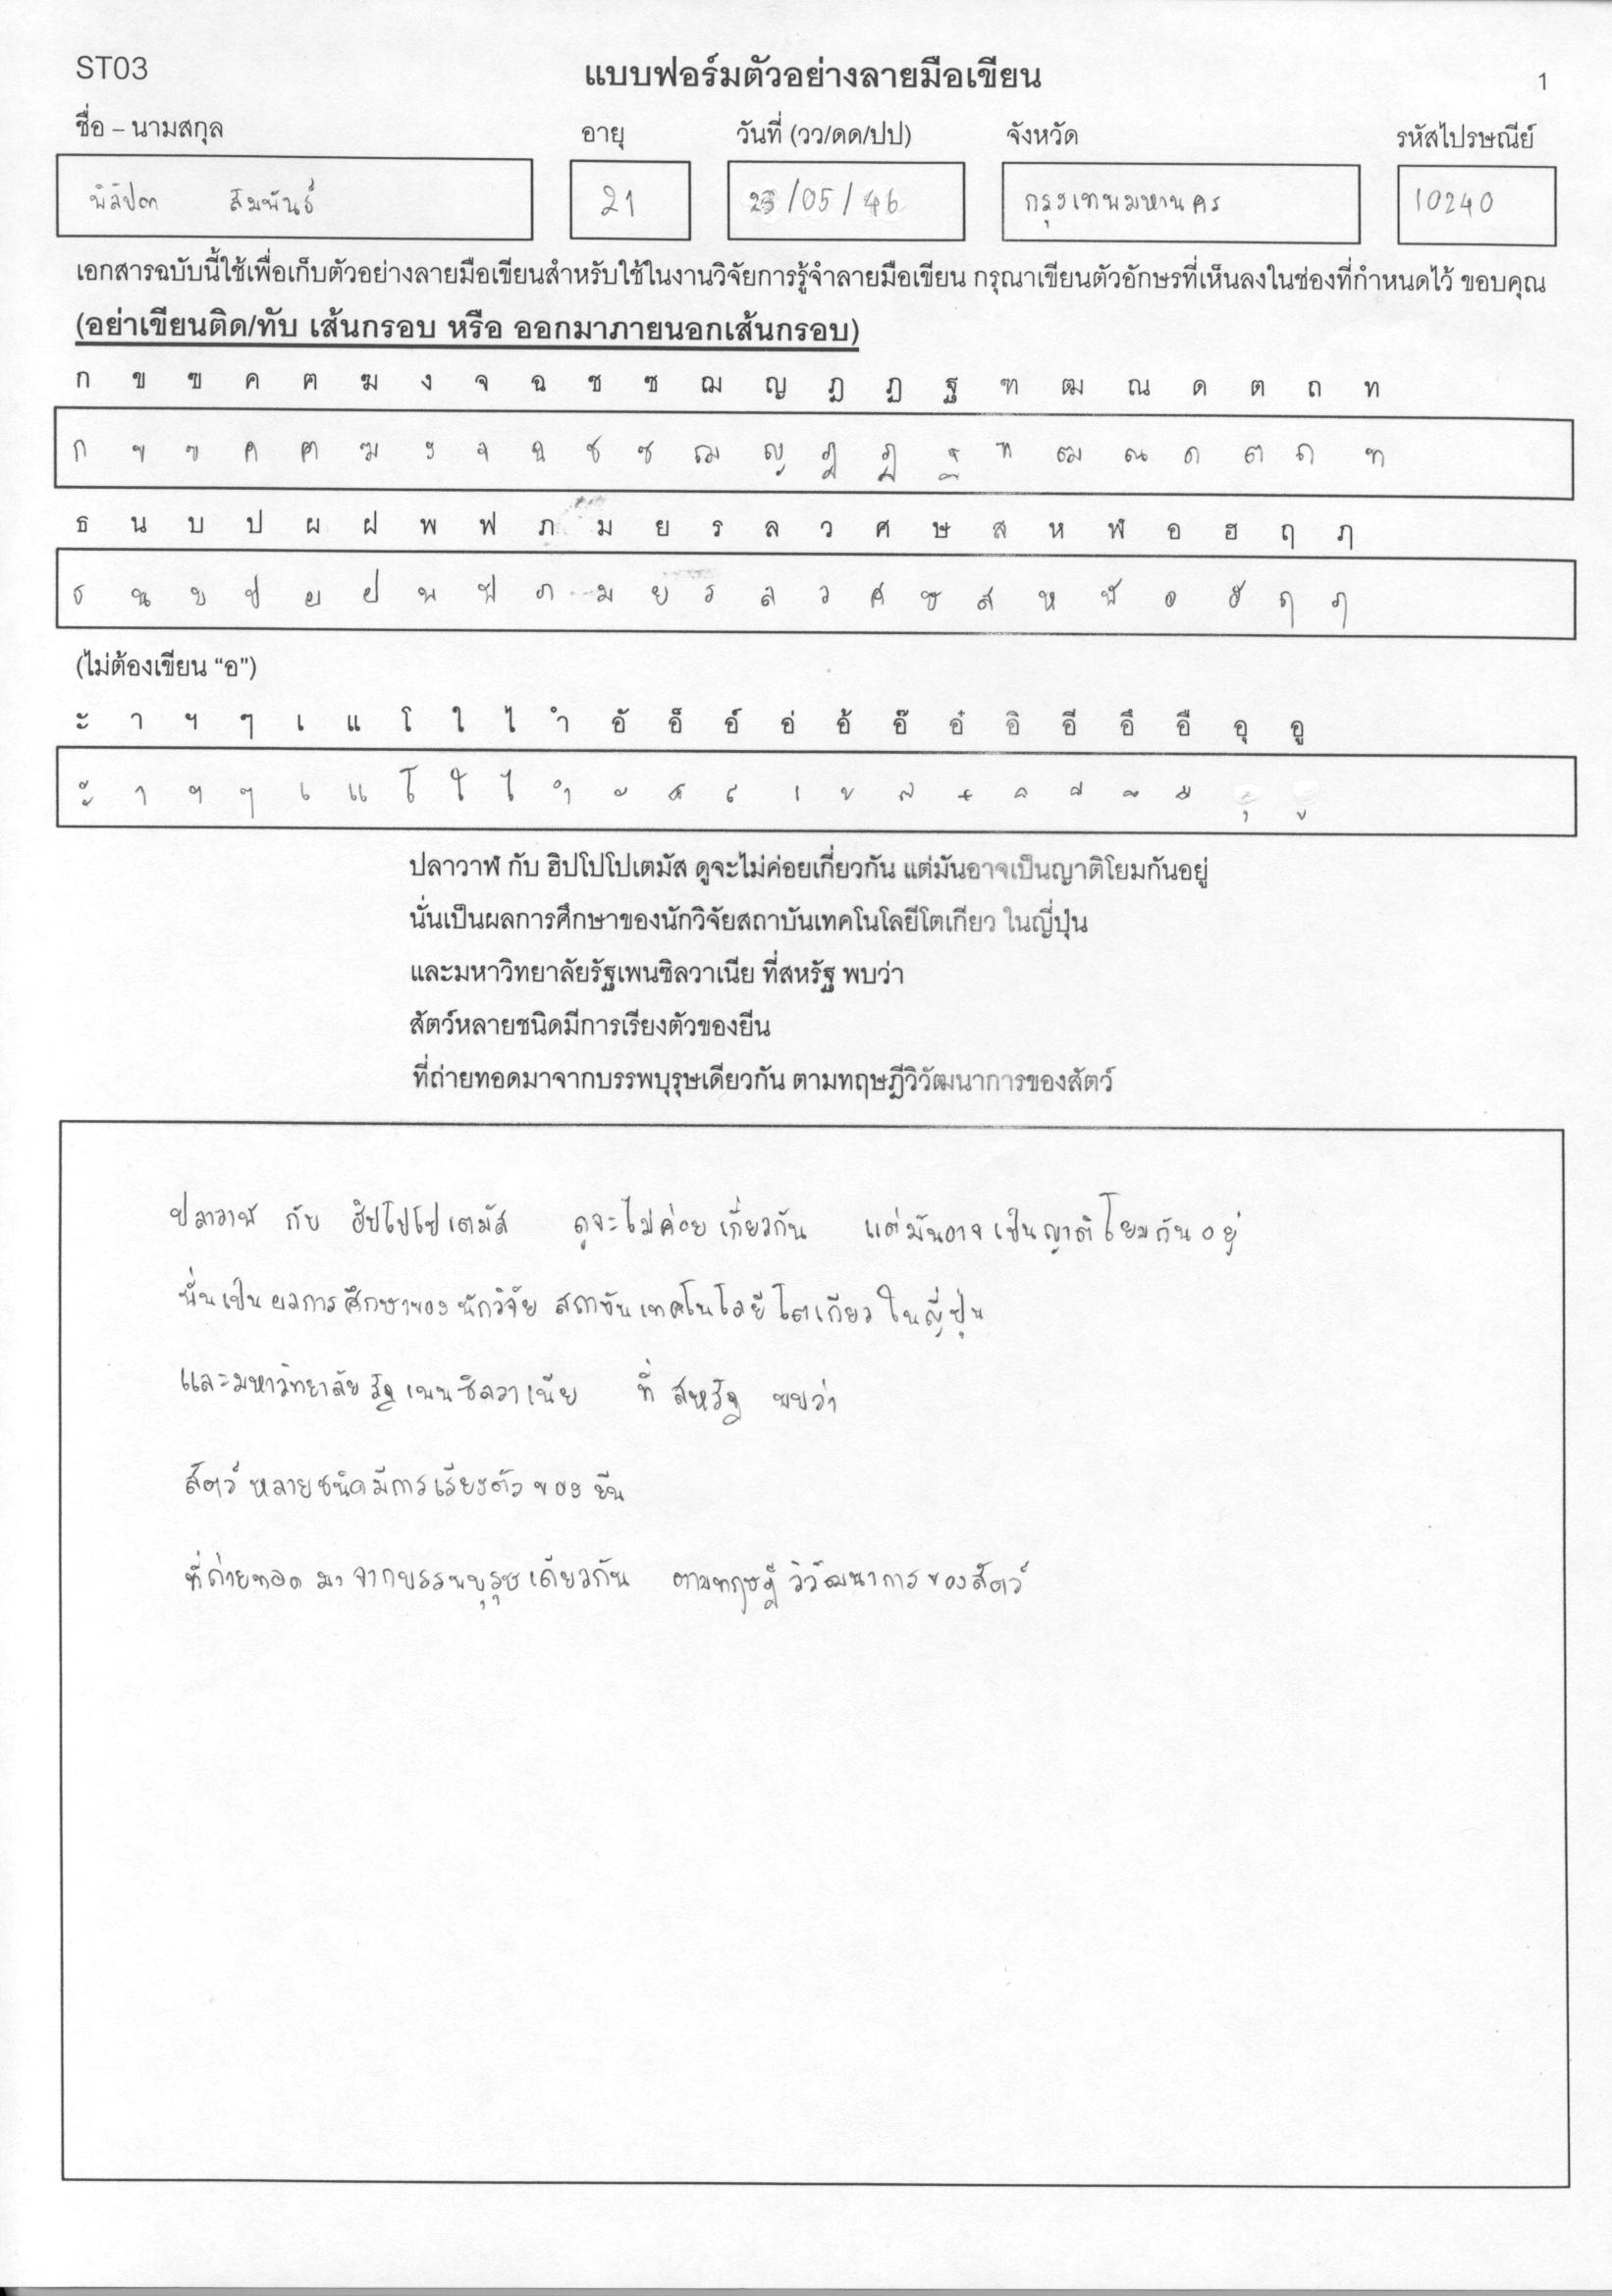 ST03
แบบฟอร์มตัวอย่างลายมือเขียน
1
ชื่อ – นามสกุล อายุ วันที่ (วว/ดด/ปป) จังหวัด รหัสไปรษณีย์
สัมพันธ์ 21 23/05/46 กรุงเทพมหานคร 10240
เอกสารฉบับนี้ใช้เพื่อเก็บตัวอย่างลายมือเขียนสำหรับใช้ในงานวิจัยการรู้จำลายมือเขียน กรุณาเขียนตัวอักษรที่เห็นลงในช่องที่กำหนดไว้ ขอบคุณ
(อย่าเขียนติด/ทับ เส้นกรอบ หรือ ออกมาภายนอกเส้นกรอบ)
ก ข ฃ ค ฅ ฆ ง จ ฉ ช ซ ฌ ญ ฎ ฏ ฐ ฑ ฒ ณ ด ต ถ ท
ก ข ฃ ค ฅ ฆ ง จ ฉ ช ซ ฌ ญ ฎ ฏ ฐ ฑ ฒ ณ ด ต ถ ท
ธ น บ ป ผ ฝ พ ฟ ภ ม ย ร ล ว ศ ษ ส ห ฬ อ ฮ ฤ ฦ
ธ น บ ป ผ ฝ พ ฟ ภ ม ย ร ล ว ศ ษ ส ห ฬ อ ฮ ฤ ฦ
(ไม่ต้องเขียน “อ”)
ะ า ฯ ๆ เ แ โ ใ ไ ำ อั อ็ อ์ อ่ อ้ อ๊ อ๋ อิ อี อึ อื อุ อู
ะ า ฯ ๆ เ แ โ ใ ไ ำ ั ็ ์ ่ ้ ๊ ๋ ิ ี ึ ื ุ ู
ปลาวาฬ กับ ฮิปโปโปเตมัส ดูจะไม่ค่อยเกี่ยวกัน แต่มันอาจเป็นญาติโยมกันอยู่
นั่นเป็นผลการศึกษาของนักวิจัยสถาบันเทคโนโลยีโตเกียว ในญี่ปุ่น
และมหาวิทยาลัยรัฐเพนซิลวาเนีย ที่สหรัฐ พบว่า
สัตว์หลายชนิดมีการเรียงตัวของยีน
ที่ถ่ายทอดมาจากบรรพบุรุษเดียวกัน ตามทฤษฎีวิวัฒนาการของสัตว์
ปลาวาฬ กับ ฮิปโปโปเตมัส ดูจะไม่ค่อยเกี่ยวกัน แต่มันอาจเป็นญาติโยมกันอยู่
นั่นเป็นผลการศึกษาของนักวิจัย สถาบันเทคโนโลยีโตเกียว ในญี่ปุ่น
และมหาวิทยาลัยรัฐเพนซิลวาเนีย ที่ สหรัฐ พบว่า
สัตว์หลายชนิดมีการเรียงตัวของยีน
ที่ถ่ายทอดมาจากบรรพบุรุษเดียวกัน ตามทฤษฎีวิวัฒนาการของสัตว์